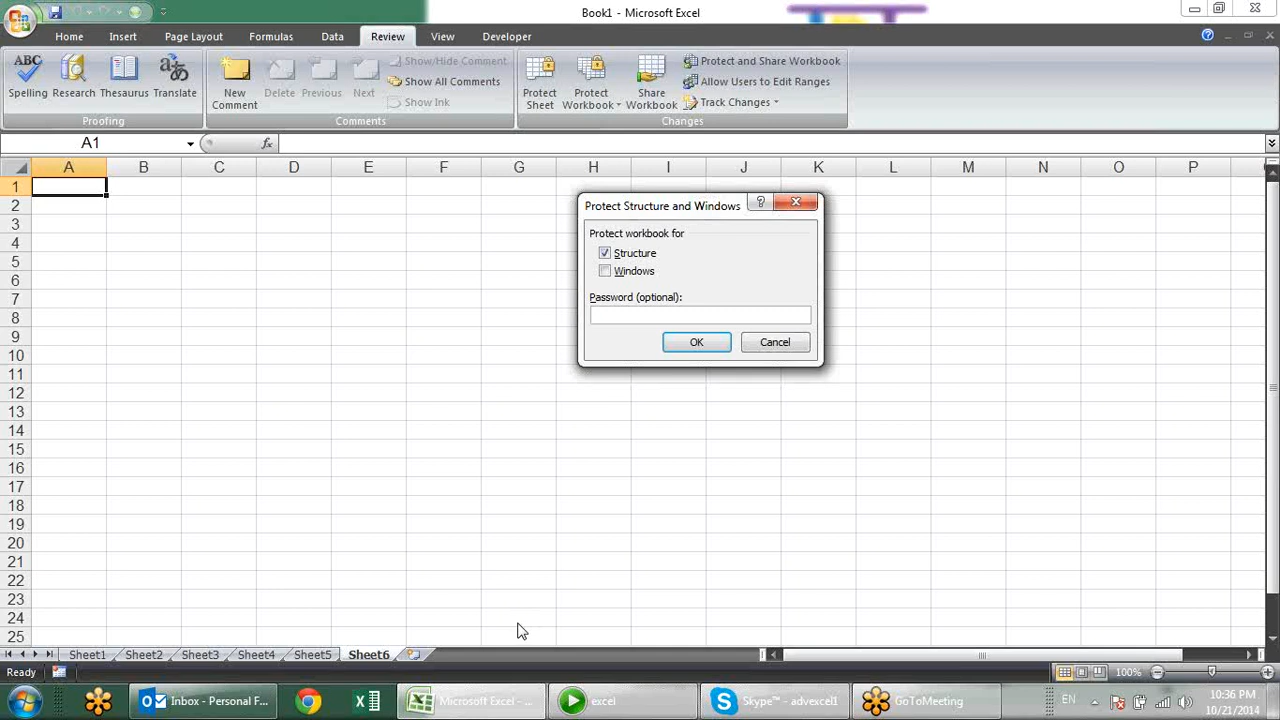 Book1 - Microsoft Excel
Home Insert Page Layout Formulas Data Review View Developer
ABC Spelling Research Thesaurus Translate
New Comment Delete Previous Next
Show/Hide Comment
Show All Comments
Show Ink
Protect Sheet Protect Workbook Share Workbook
Protect and Share Workbook
Allow Users to Edit Ranges
Track Changes
Proofing Comments Changes
A1 fx
A B C D E F G H I J K L M N O P
1
2
3
4
5
6
7
8
9
10
11
12
13
14
15
16
17
18
19
20
21
22
23
24
25
Protect Structure and Windows ?
Protect workbook for
Structure
Windows
Password (optional):
OK Cancel
Sheet1 Sheet2 Sheet3 Sheet4 Sheet5 Sheet6
Ready 100%
Inbox - Personal F... Microsoft Excel - ... excel Skype™ - advexcel1 GoToMeeting EN 10:36 PM
10/21/2014